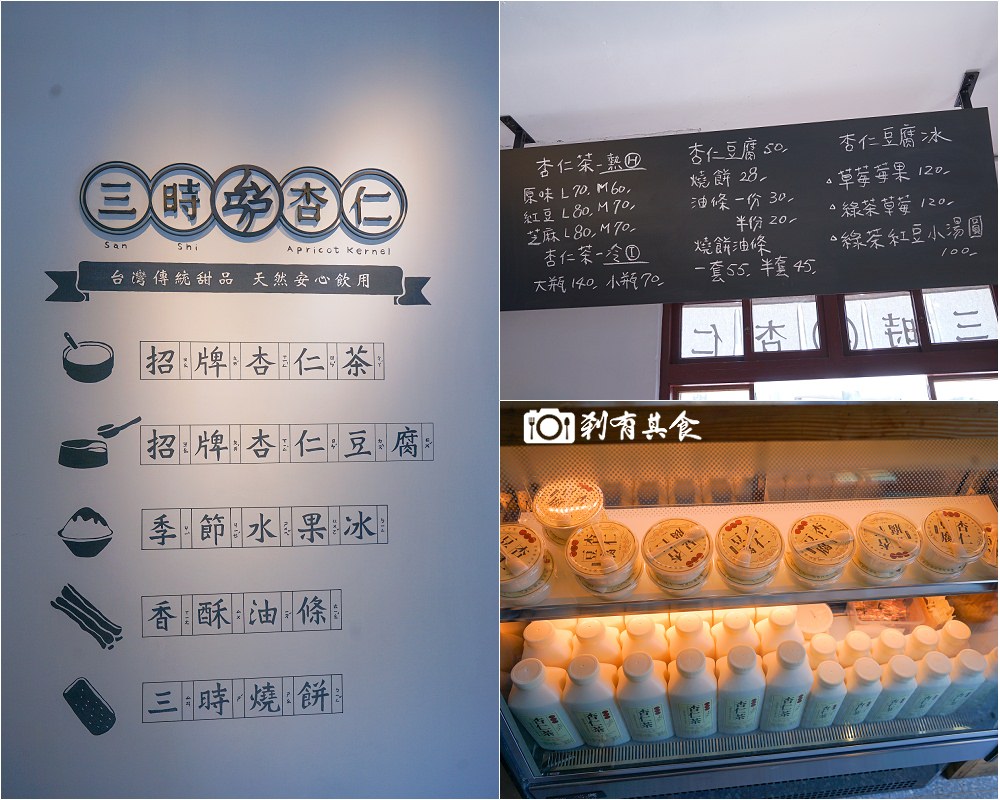 三時杏仁
San Shi Apricot Kernel
台灣傳統甜品 天然安心飲用
招牌杏仁茶
招牌杏仁豆腐
季節水果冰
香酥油條
三時燒餅
杏仁茶-熱H
原味 L70, M60,
紅豆 L80, M70,
芝麻 L80, M70,
杏仁茶-冷I
大瓶140, 小瓶70,
杏仁豆腐 50,
燒餅 28,
油條一份 30,
半份 20,
燒餅油條
一套55, 半套45,
杏仁豆腐冰
草莓莓果 120,
綠茶草莓 120,
綠茶紅豆小湯圓
100,
三時 杏仁
剎有其食
杏仁豆腐
杏仁茶